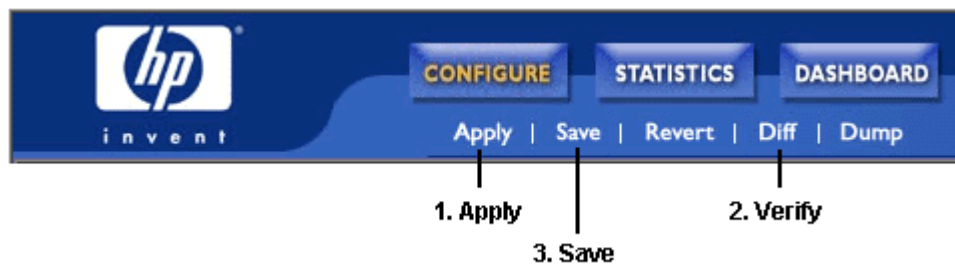 hp
invent
CONFIGURE STATISTICS DASHBOARD
Apply | Save | Revert | Diff | Dump
1. Apply 2. Verify
3. Save